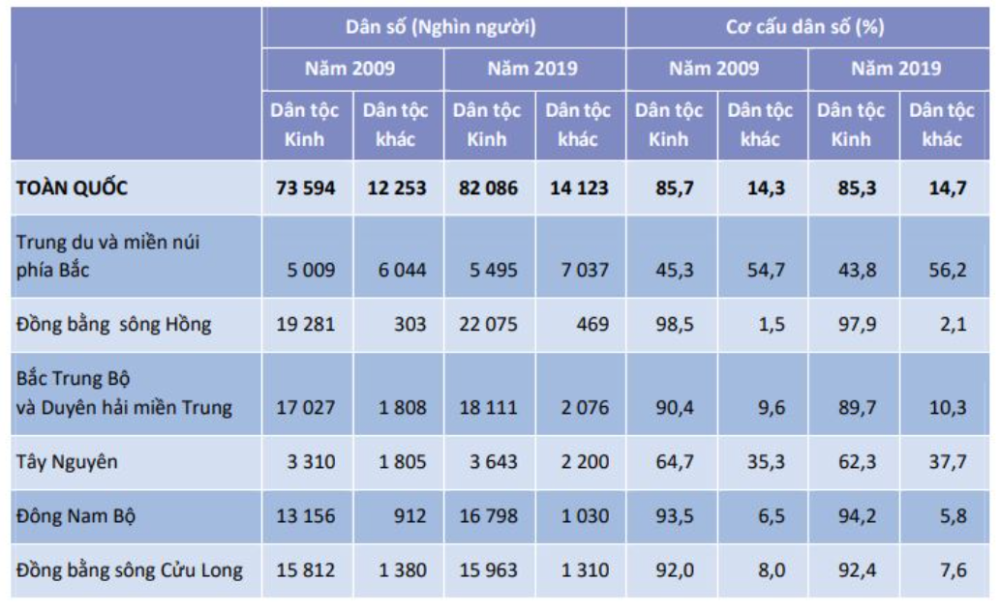 Dân số (Nghìn người) Cơ cấu dân số (%)
Năm 2009 Năm 2019 Năm 2009 Năm 2019
Dân tộc Dân tộc Dân tộc Dân tộc Dân tộc Dân tộc Dân tộc Dân tộc
Kinh khác Kinh khác Kinh khác Kinh khác
TOÀN QUỐC 73 594 12 253 82 086 14 123 85,7 14,3 85,3 14,7
Trung du và miền núi
phía Bắc 5 009 6 044 5 495 7 037 45,3 54,7 43,8 56,2
Đồng bằng sông Hồng 19 281 303 22 075 469 98,5 1,5 97,9 2,1
Bắc Trung Bộ
và Duyên hải miền Trung 17 027 1 808 18 111 2 076 90,4 9,6 89,7 10,3
Tây Nguyên 3 310 1 805 3 643 2 200 64,7 35,3 62,3 37,7
Đông Nam Bộ 13 156 912 16 798 1 030 93,5 6,5 94,2 5,8
Đồng bằng sông Cửu Long 15 812 1 380 15 963 1 310 92,0 8,0 92,4 7,6